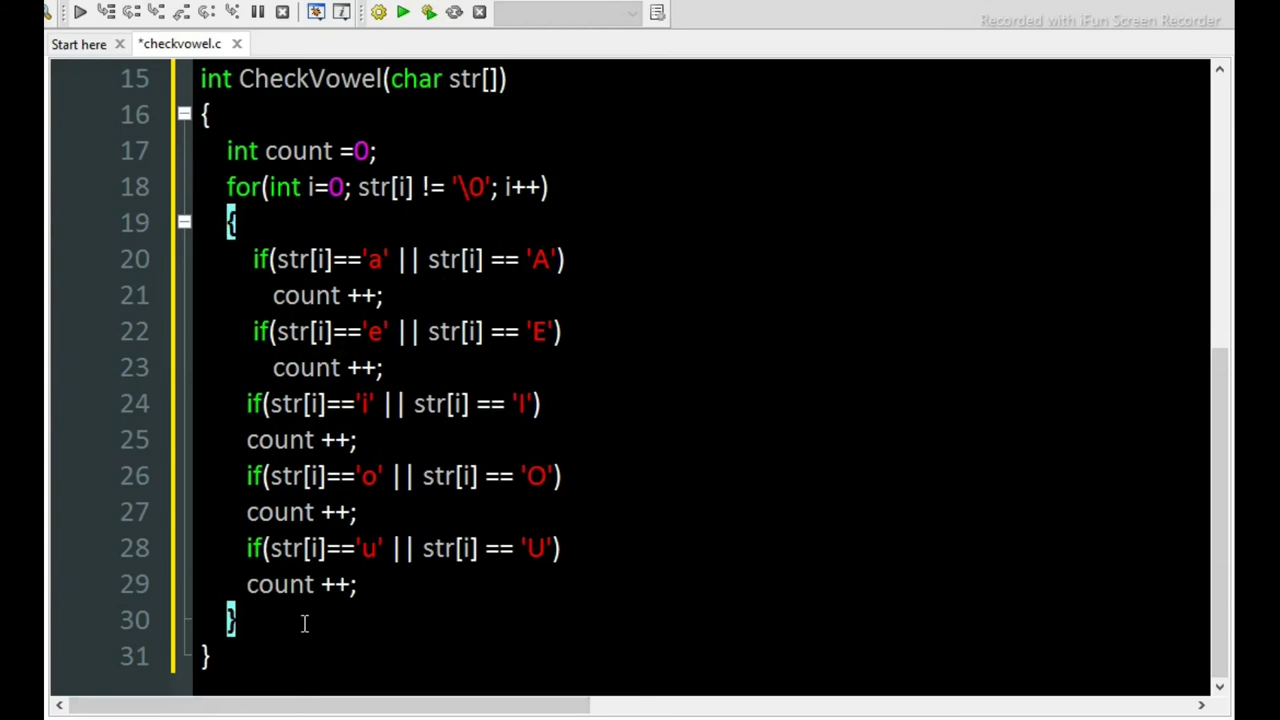 Recorded with iFun Screen Recorder
Start here
*checkvowel.c
15 int CheckVowel(char str[])
16 {
17 int count =0;
18 for(int i=0; str[i] != '\0'; i++)
19 {
20 if(str[i]=='a' || str[i] == 'A')
21 count ++;
22 if(str[i]=='e' || str[i] == 'E')
23 count ++;
24 if(str[i]=='i' || str[i] == 'I')
25 count ++;
26 if(str[i]=='o' || str[i] == 'O')
27 count ++;
28 if(str[i]=='u' || str[i] == 'U')
29 count ++;
30 }
31 }